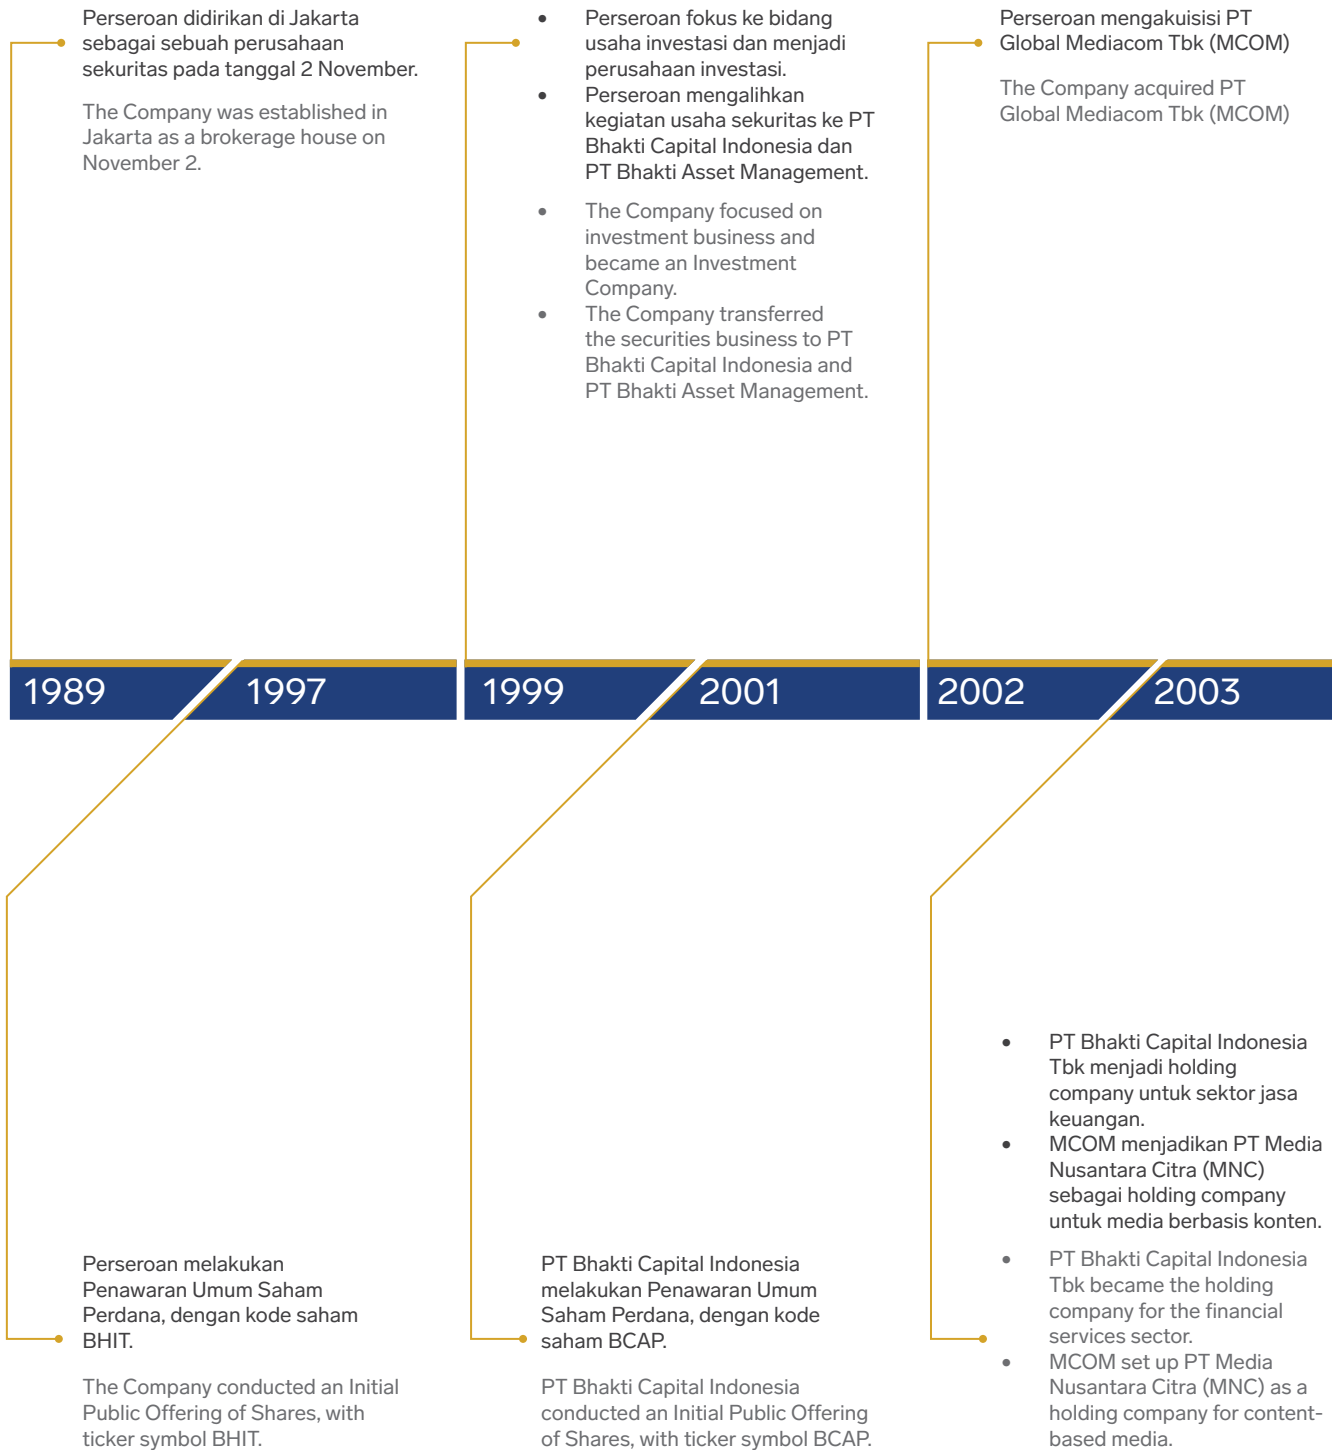 Perseroan didirikan di Jakarta
sebagai sebuah perusahaan
sekuritas pada tanggal 2 November.
The Company was established in
Jakarta as a brokerage house on
November 2.
• Perseroan fokus ke bidang
usaha investasi dan menjadi
perusahaan investasi.
• Perseroan mengalihkan
kegiatan usaha sekuritas ke PT
Bhakti Capital Indonesia dan
PT Bhakti Asset Management.
• The Company focused on
investment business and
became an Investment
Company.
• The Company transferred
the securities business to PT
Bhakti Capital Indonesia and
PT Bhakti Asset Management.
Perseroan mengakuisisi PT
Global Mediacom Tbk (MCOM)
The Company acquired PT
Global Mediacom Tbk (MCOM)
1989
1997
1999
2001
2002
2003
Perseroan melakukan
Penawaran Umum Saham
Perdana, dengan kode saham
BHIT.
The Company conducted an Initial
Public Offering of Shares, with
ticker symbol BHIT.
PT Bhakti Capital Indonesia
melakukan Penawaran Umum
Saham Perdana, dengan kode
saham BCAP.
PT Bhakti Capital Indonesia
conducted an Initial Public Offering
of Shares, with ticker symbol BCAP.
• PT Bhakti Capital Indonesia
Tbk menjadi holding
company untuk sektor jasa
keuangan.
• MCOM menjadikan PT Media
Nusantara Citra (MNC)
sebagai holding company
untuk media berbasis konten.
• PT Bhakti Capital Indonesia
Tbk became the holding
company for the financial
services sector.
• MCOM set up PT Media
Nusantara Citra (MNC) as a
holding company for content-
based media.